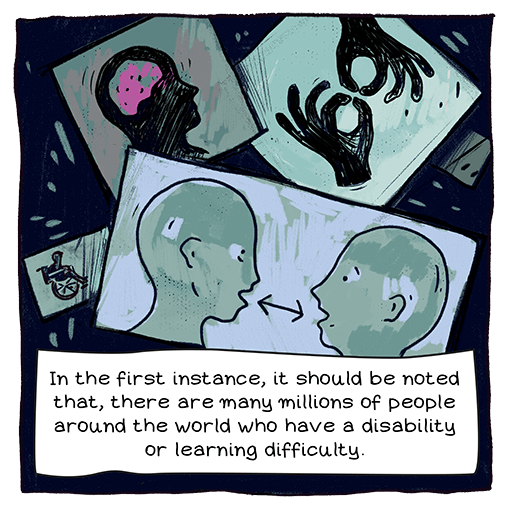 In the first instance, it should be noted
that, there are many millions of people
around the world who have a disability
or learning difficulty.